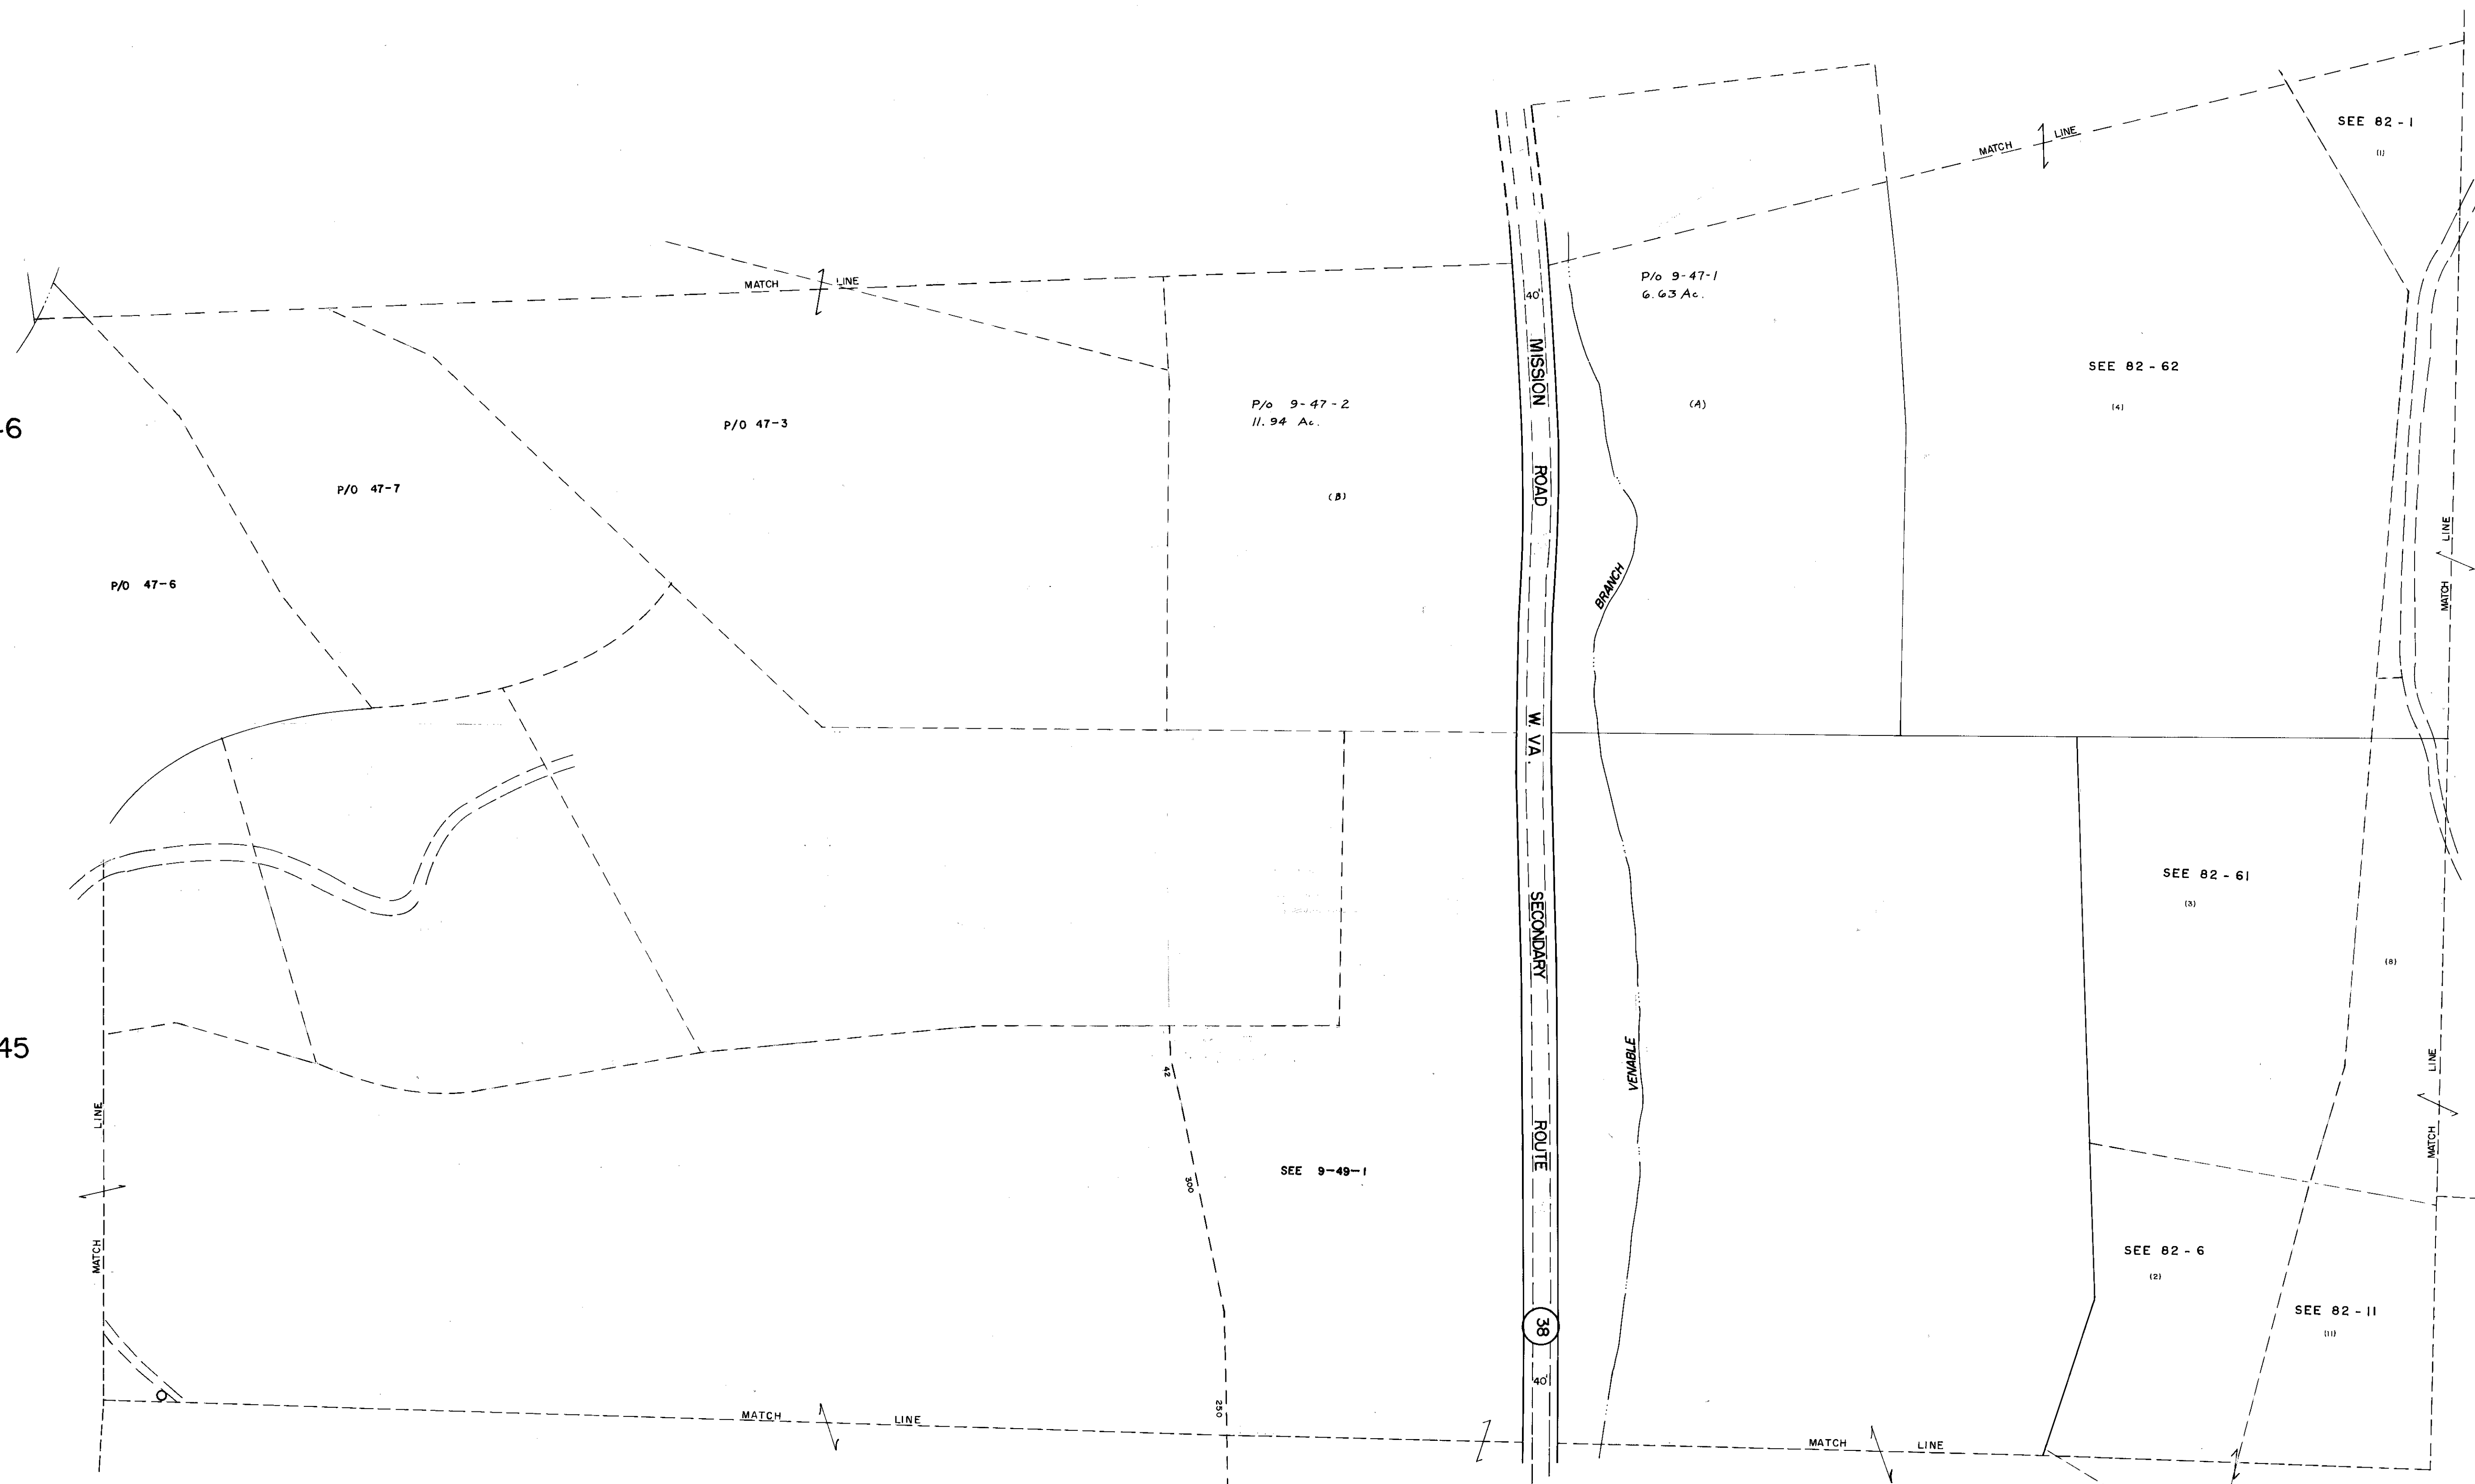 SEE 82 - 1
(1)
MATCH LINE
MATCH LINE
P/o 9-47-1
6.63 Ac.
(A)
40'
MISSION ROAD
W. VA. SECONDARY ROUTE
38
40'
SEE 82 - 62
(4)
P/o 9-47-2
11.94 Ac.
(B)
P/O 47-3
P/O 47-7
P/O 47-6
-6
BRANCH
VENABLE
MATCH LINE
SEE 82 - 61
(3)
(8)
45
42
300
250
SEE 9-49-1
MATCH LINE
MATCH LINE
SEE 82 - 6
(2)
SEE 82 - 11
(11)
MATCH LINE
MATCH LINE